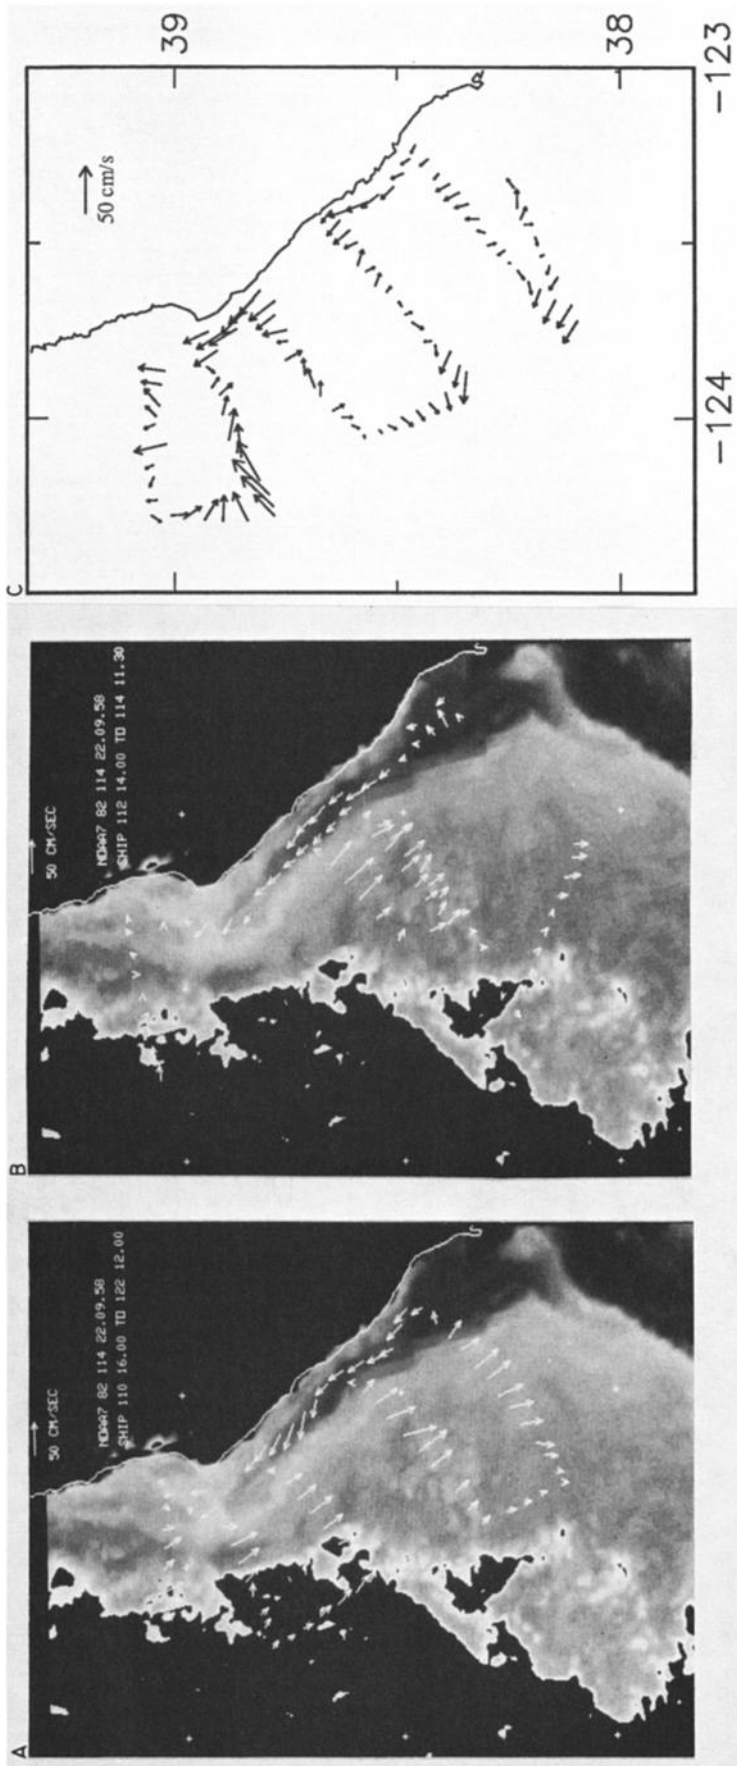 C
39
38
-123
-124
50 cm/s
B
50 CM/SEC
NOAA7 82 114 22.09.58
SHIP 112 14.00 TO 114 11.30
A
50 CM/SEC
NOAA7 82 114 22.09.58
SHIP 110 16.00 TO 122 12.00